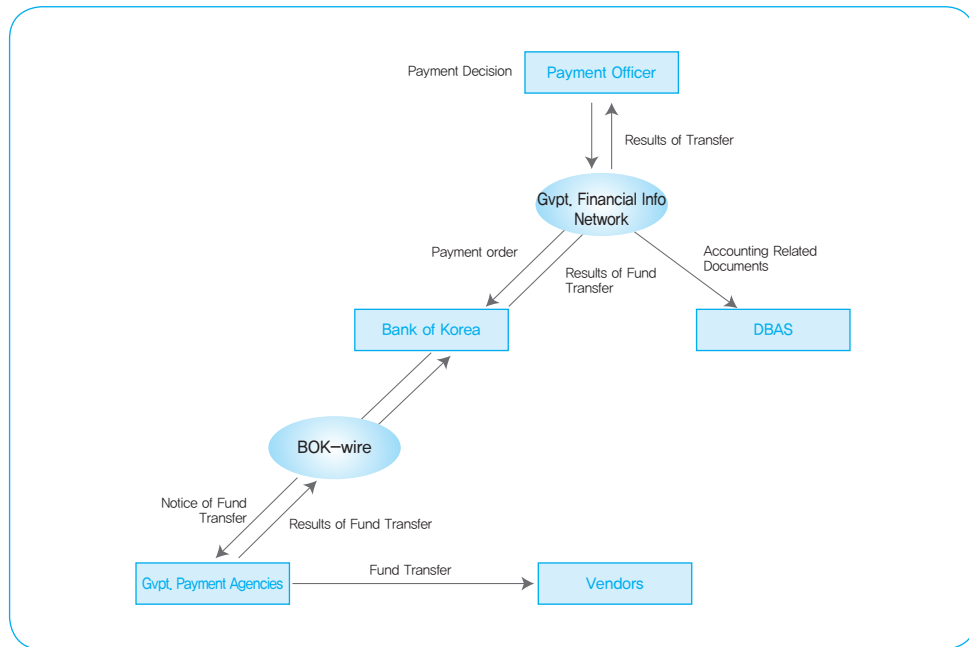 Payment Decision
Payment Officer
Results of Transfer
Gvpt. Financial Info
Network
Payment order
Results of Fund
Transfer
Accounting Related
Documents
Bank of Korea
DBAS
BOK-wire
Notice of Fund
Transfer
Results of Fund Transfer
Gvpt. Payment Agencies
Fund Transfer
Vendors